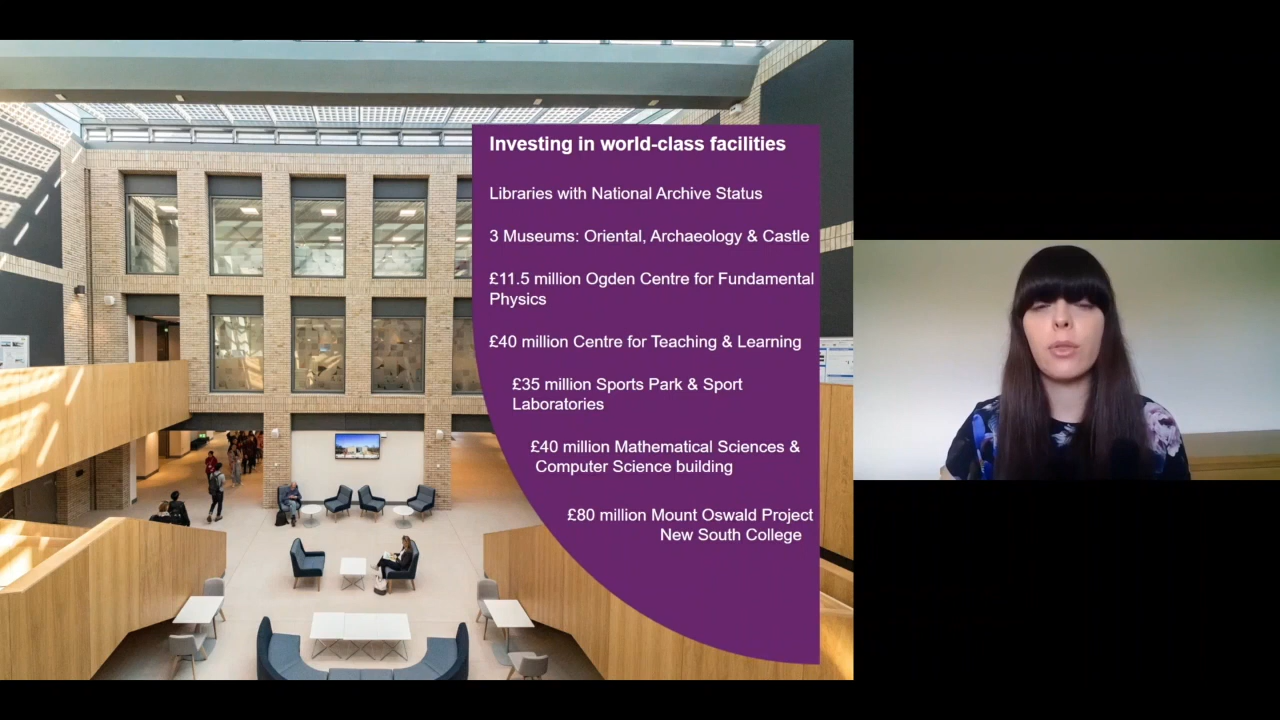 Investing in world-class facilities
Libraries with National Archive Status
3 Museums: Oriental, Archaeology & Castle
£11.5 million Ogden Centre for Fundamental
Physics
£40 million Centre for Teaching & Learning
£35 million Sports Park & Sport
Laboratories
£40 million Mathematical Sciences &
Computer Science building
£80 million Mount Oswald Project
New South College